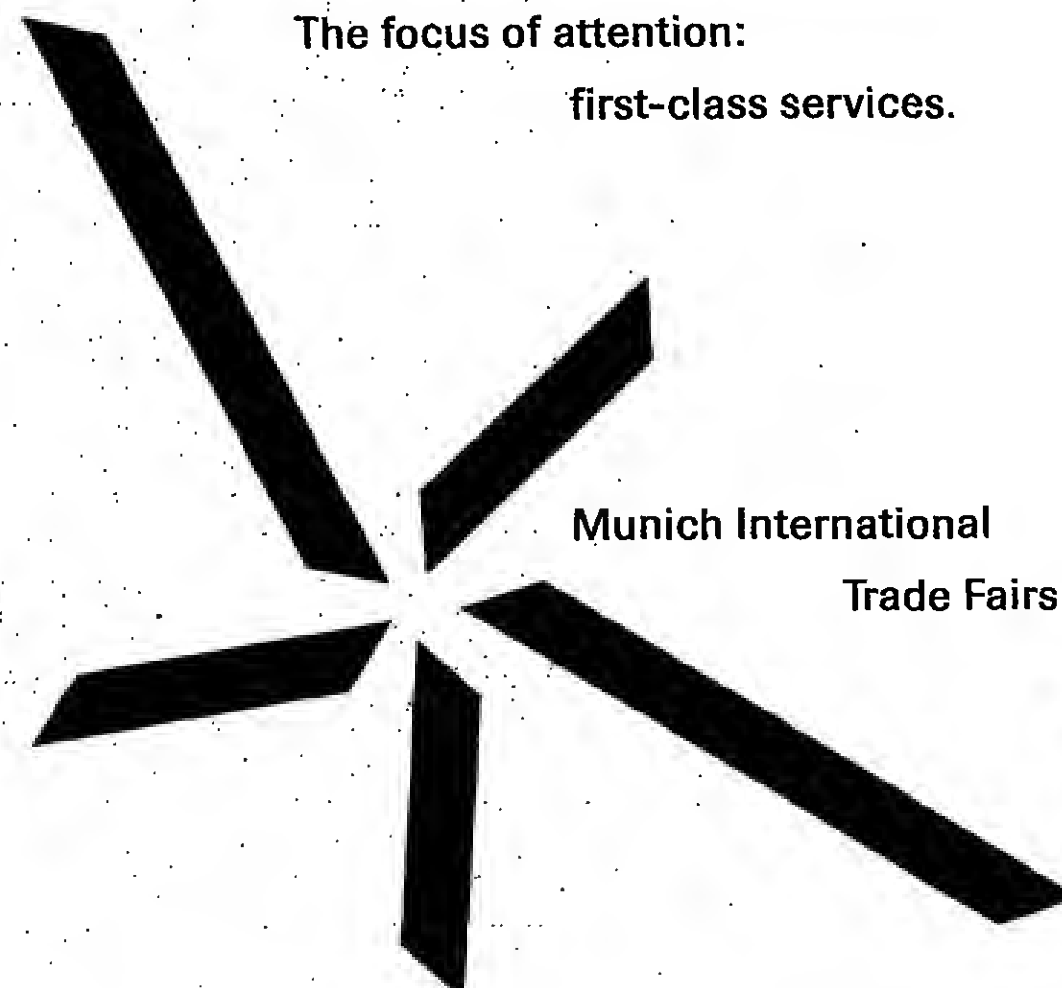 The focus of attention:
first-class services.
Munich International
Trade Fairs